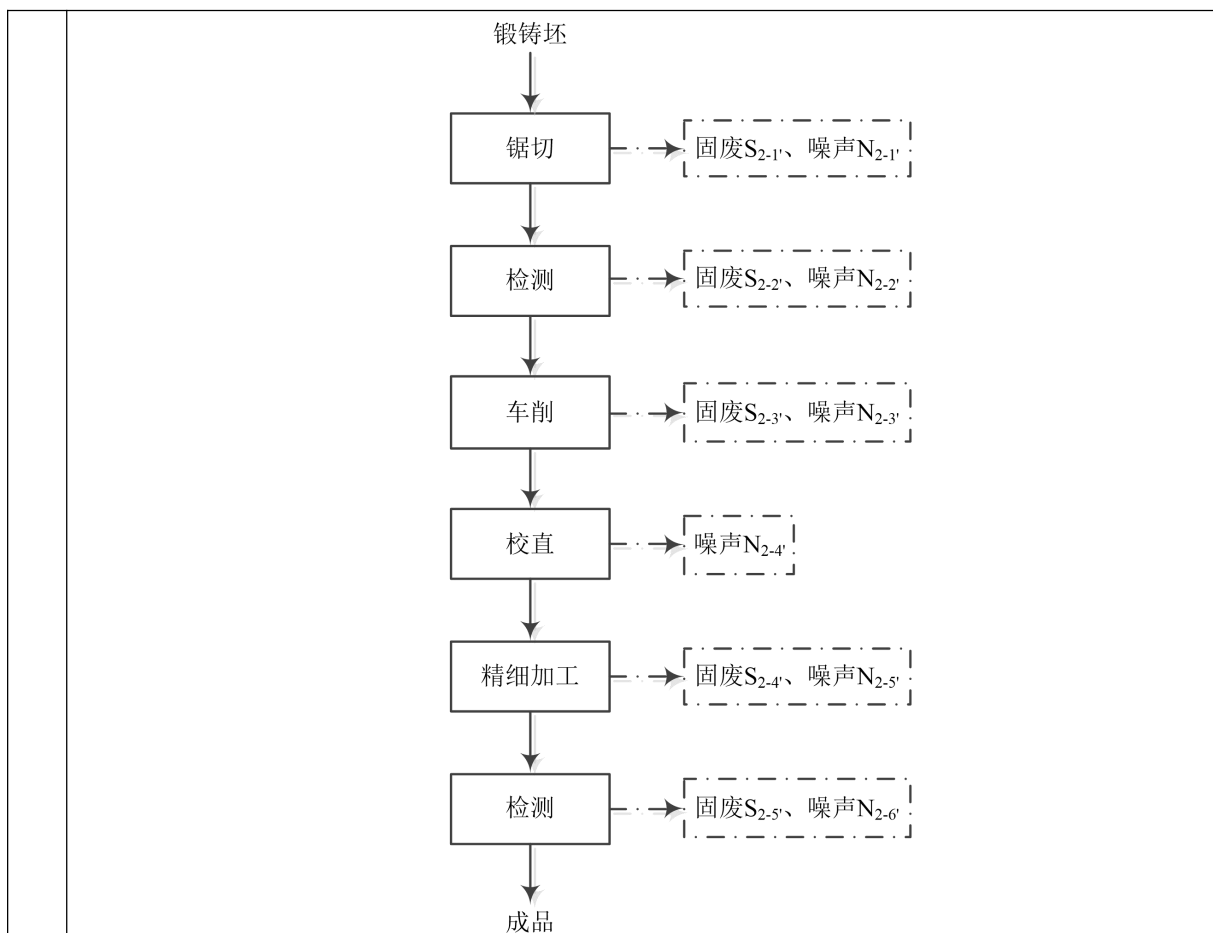 锻铸坯
锯切
固废S2-1'、噪声N2-1'
检测
固废S2-2'、噪声N2-2'
车削
固废S2-3'、噪声N2-3'
校直
噪声N2-4'
精细加工
固废S2-4'、噪声N2-5'
检测
固废S2-5'、噪声N2-6'
成品